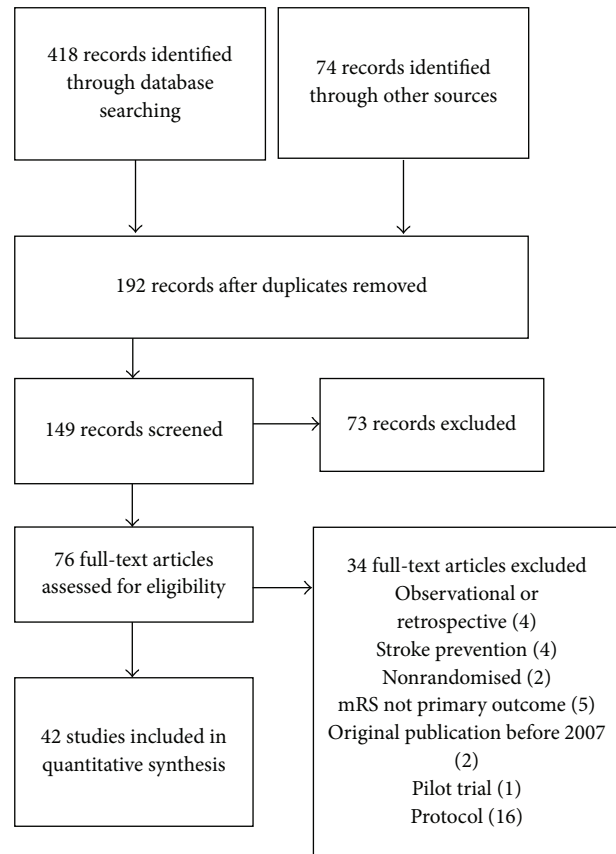 418 records identified
through database
searching
74 records identified
through other sources
192 records after duplicates removed
149 records screened
73 records excluded
76 full-text articles
assessed for eligibility
34 full-text articles excluded
Observational or
retrospective (4)
Stroke prevention (4)
Nonrandomised (2)
mRS not primary outcome (5)
Original publication before 2007
(2)
Pilot trial (1)
Protocol (16)
42 studies included in
quantitative synthesis